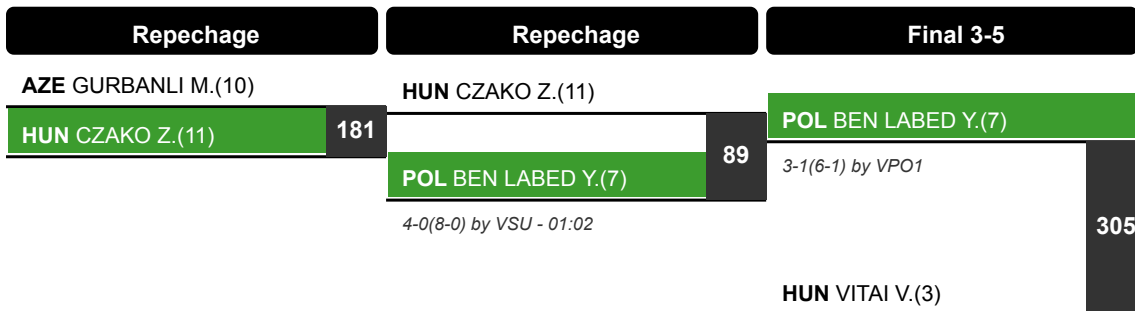 Repechage
Repechage
Final 3-5
AZE GURBANLI M.(10)
HUN CZAKO Z.(11)
181
HUN CZAKO Z.(11)
POL BEN LABED Y.(7)
89
4-0(8-0) by VSU - 01:02
POL BEN LABED Y.(7)
3-1(6-1) by VPO1
305
HUN VITAI V.(3)